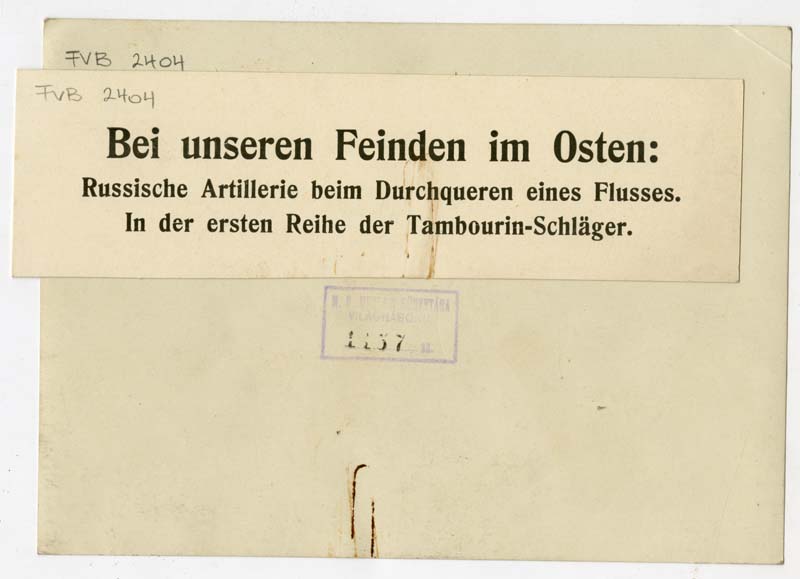 FVB 2404
FVB 2404
Bei unseren Feinden im Osten:
Russische Artillerie beim Durchqueren eines Flusses.
In der ersten Reihe der Tambourin-Schläger.